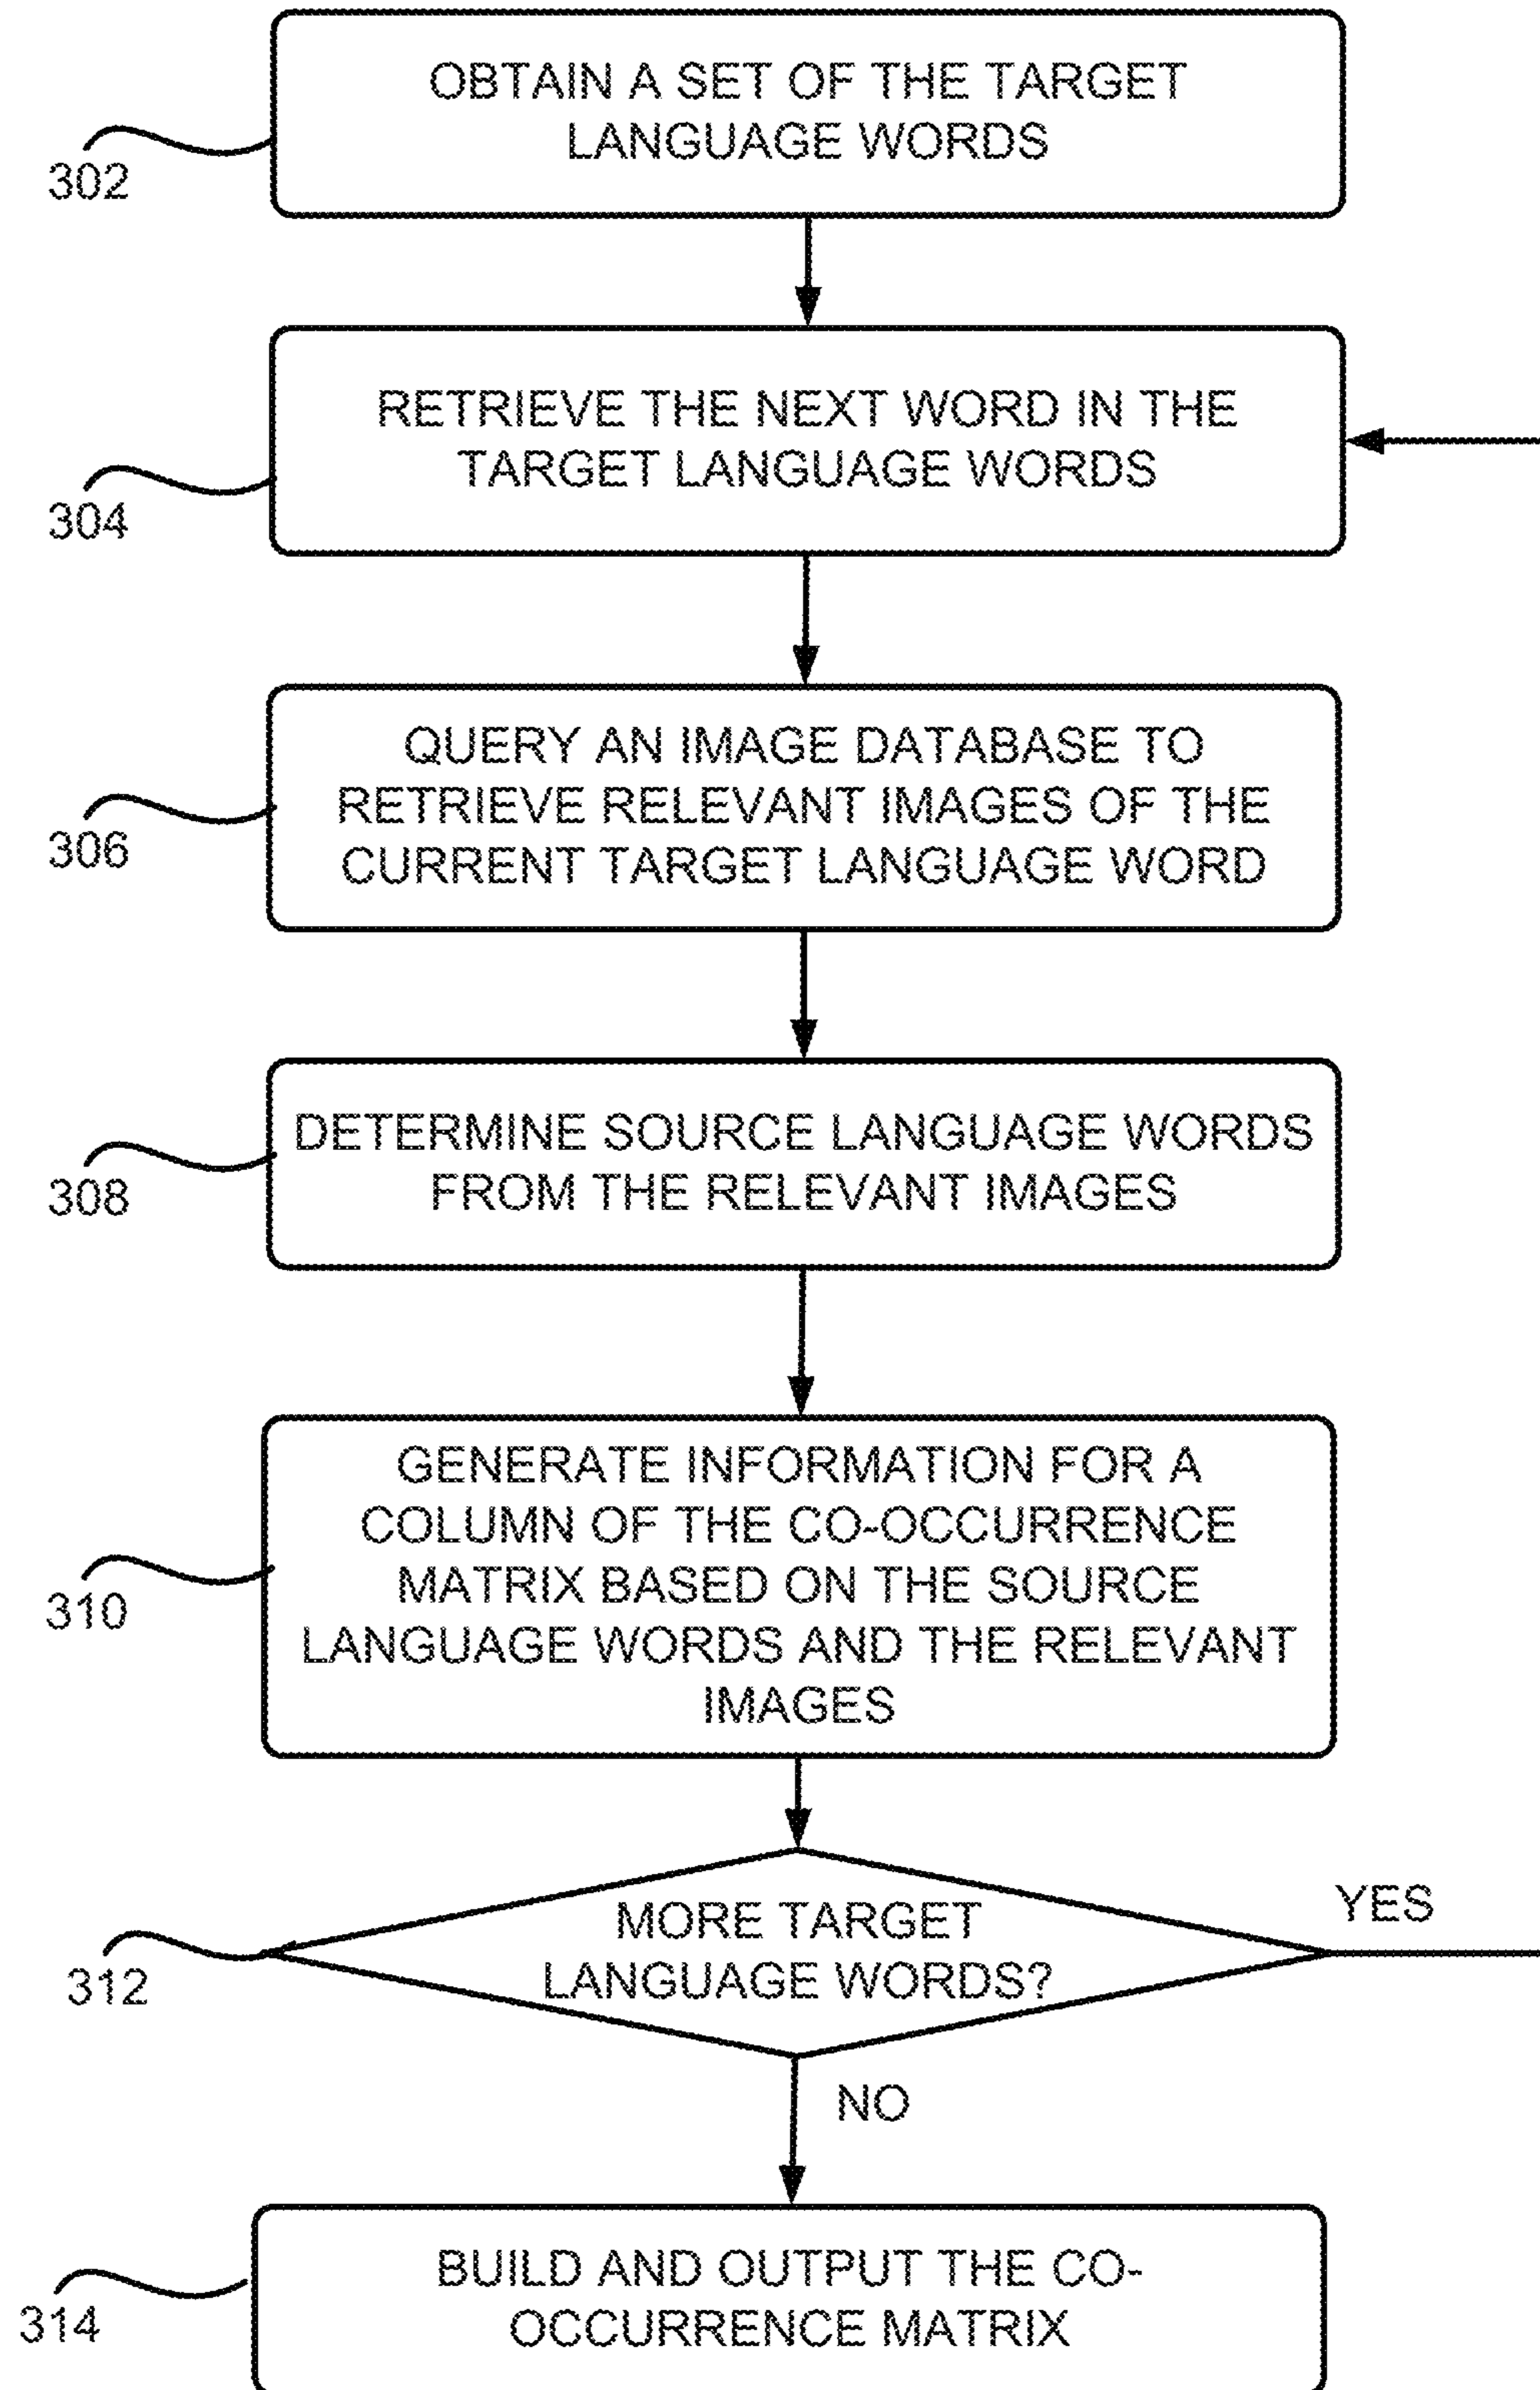 OBTAIN A SET OF THE TARGET
LANGUAGE WORDS
302
RETRIEVE THE NEXT WORD IN THE
TARGET LANGUAGE WORDS
304
QUERY AN IMAGE DATABASE TO
RETRIEVE RELEVANT IMAGES OF THE
CURRENT TARGET LANGUAGE WORD
306
DETERMINE SOURCE LANGUAGE WORDS
FROM THE RELEVANT IMAGES
308
GENERATE INFORMATION FOR A
COLUMN OF THE CO-OCCURRENCE
MATRIX BASED ON THE SOURCE
LANGUAGE WORDS AND THE RELEVANT
IMAGES
310
MORE TARGET
LANGUAGE WORDS?
YES
312
NO
BUILD AND OUTPUT THE CO-
OCCURRENCE MATRIX
314